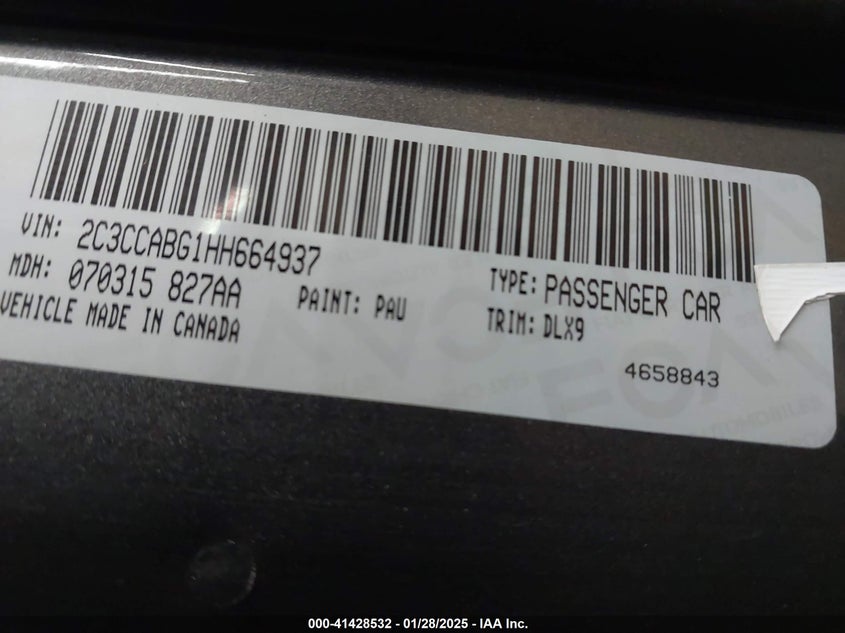 VIN: 2C3CCABG1HH664937
MDH: 070315 827AA
PAINT: PAU
TYPE: PASSENGER CAR
VEHICLE MADE IN CANADA
TRIM: DLX9
4658843
000-41428532 - 01/28/2025 - IAA Inc.